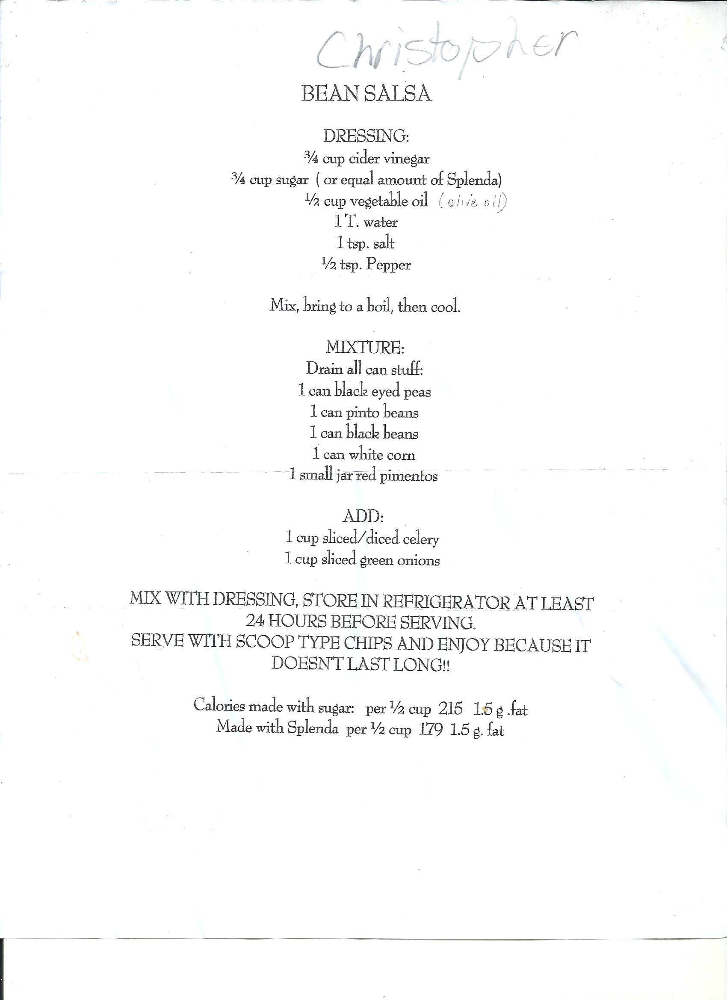 Christopher
BEAN SALSA
DRESSING:
¾ cup cider vinegar
¾ cup sugar ( or equal amount of Splenda)
½ cup vegetable oil (olive oil)
1 T. water
1 tsp. salt
½ tsp. Pepper
Mix, bring to a boil, then cool.
MIXTURE:
Drain all can stuff:
1 can black eyed peas
1 can pinto beans
1 can black beans
1 can white corn
1 small jar red pimentos
ADD:
1 cup sliced/diced celery
1 cup sliced green onions
MIX WITH DRESSING, STORE IN REFRIGERATOR AT LEAST
24 HOURS BEFORE SERVING.
SERVE WITH SCOOP TYPE CHIPS AND ENJOY BECAUSE IT
DOESN'T LAST LONG!!
Calories made with sugar: per ½ cup 215 1.5 g .fat
Made with Splenda per ½ cup 179 1.5 g. fat